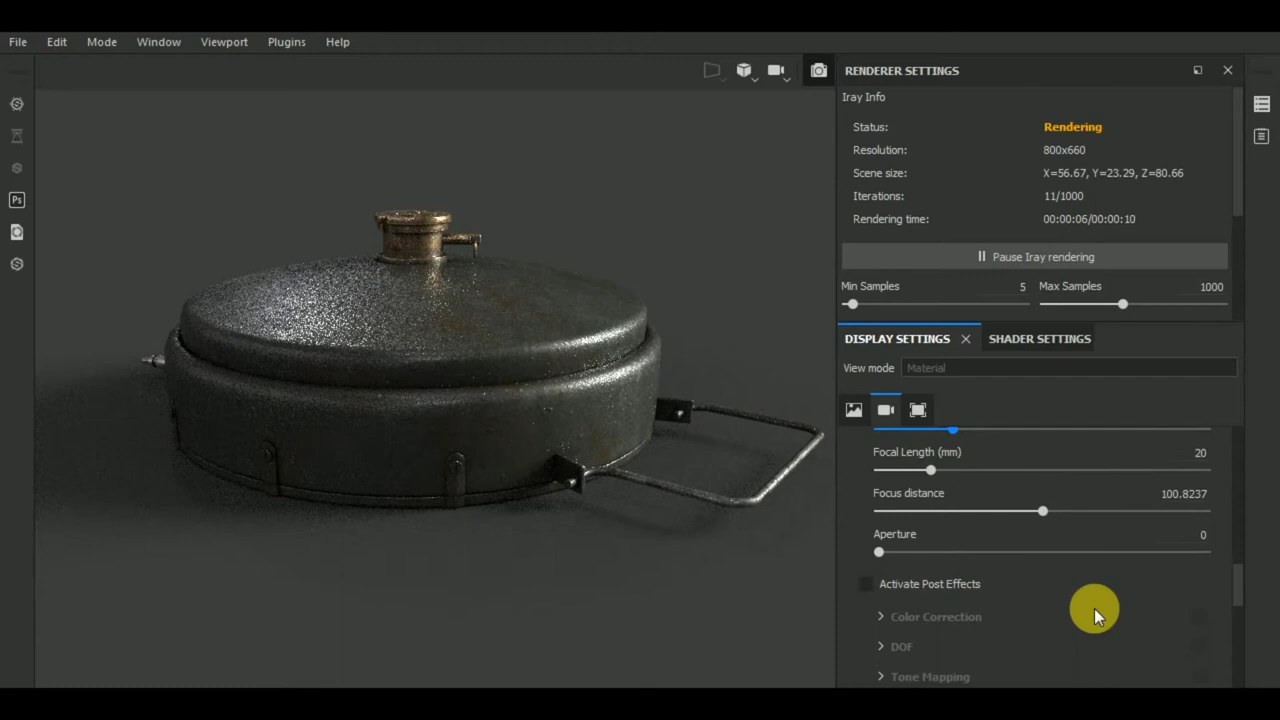 File Edit Mode Window Viewport Plugins Help
RENDERER SETTINGS
Iray Info
Status: Rendering
Resolution: 800x660
Scene size: X=56.67, Y=23.29, Z=80.66
Iterations: 11/1000
Rendering time: 00:00:06/00:00:10
Pause Iray rendering
Min Samples 5 Max Samples 1000
DISPLAY SETTINGS SHADER SETTINGS
View mode Material
Ps
Focal Length (mm) 20
Focus distance 100.8237
Aperture 0
Activate Post Effects
Color Correction
DOF
Tone Mapping